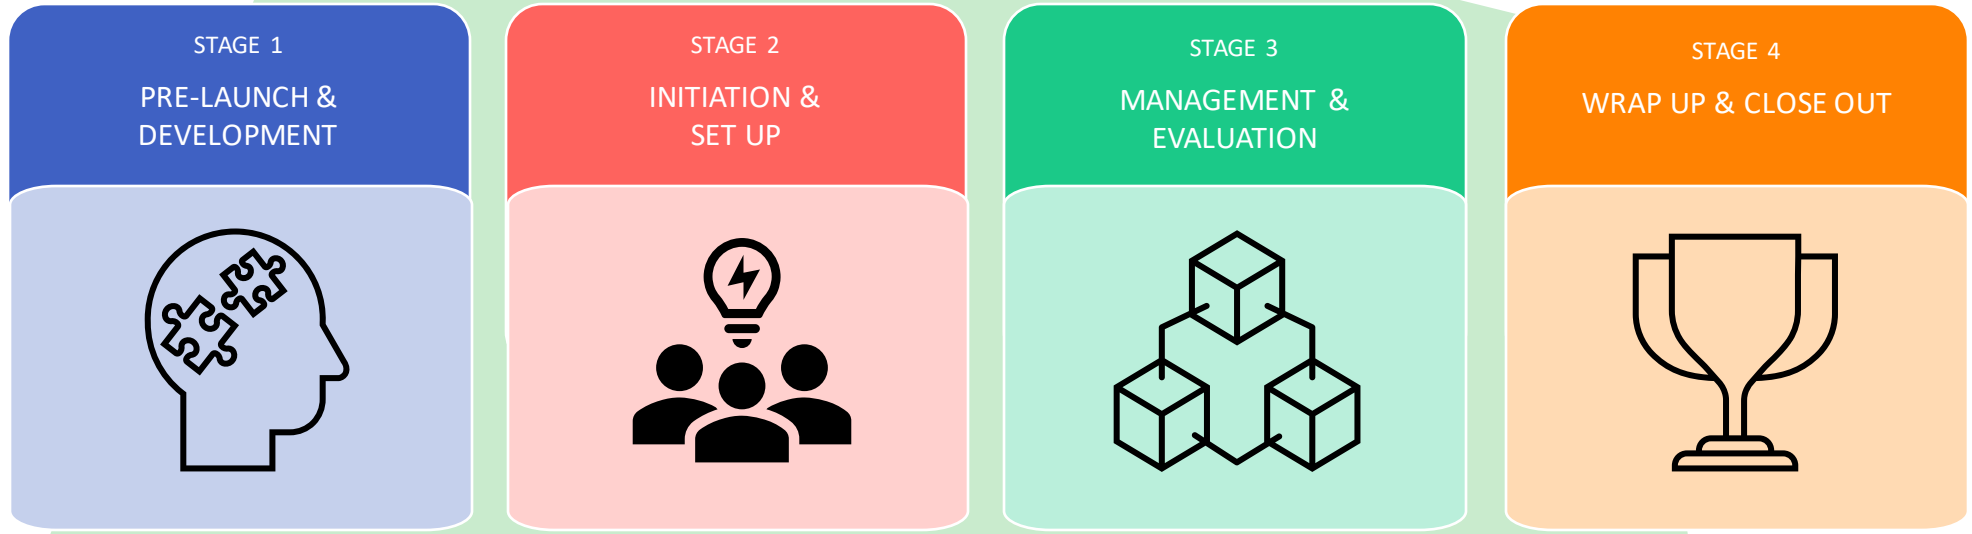 STAGE 1
PRE-LAUNCH &
DEVELOPMENT
STAGE 2
INITIATION &
SET UP
STAGE 3
MANAGEMENT &
EVALUATION
STAGE 4
WRAP UP & CLOSE OUT